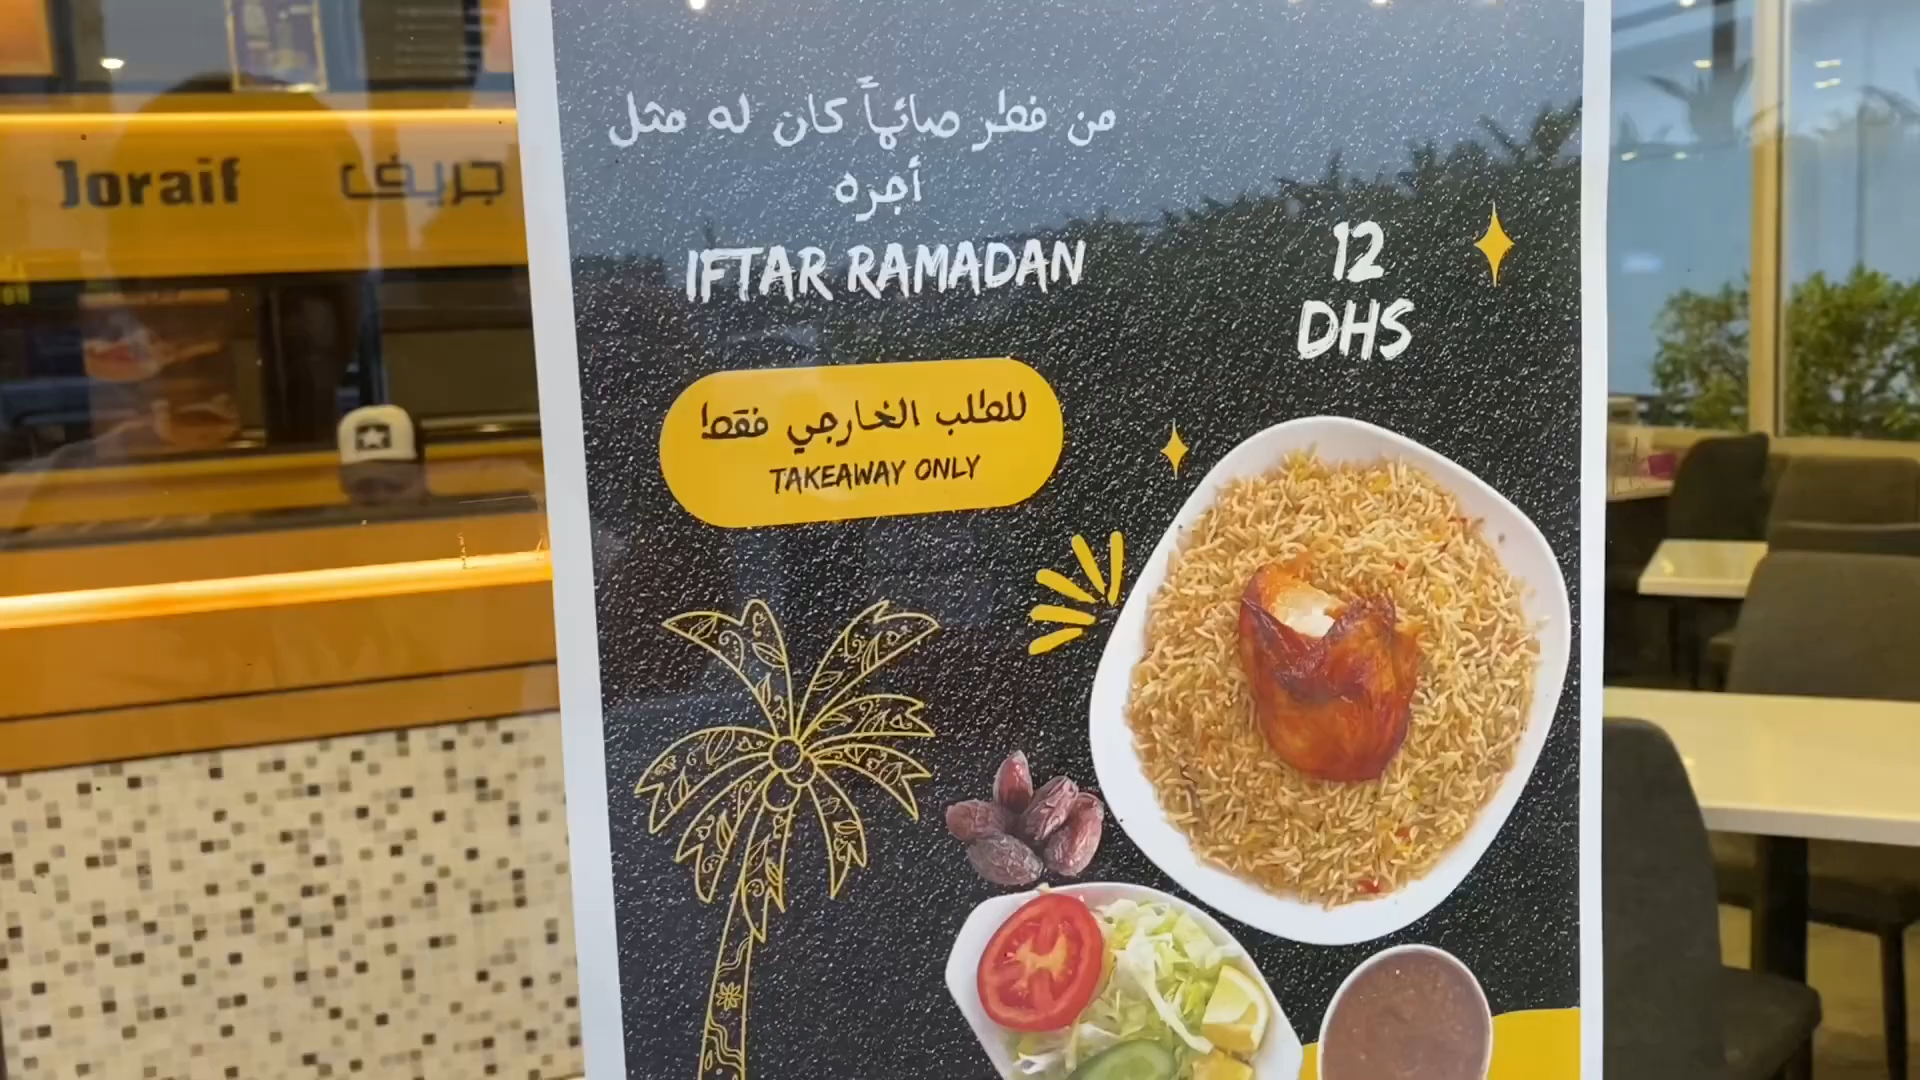 Joraif جريف
من فطر صائماً كان له مثل
أجره
IFTAR RAMADAN
12
DHS
للطلب الخارجي فقط!
TAKEAWAY ONLY